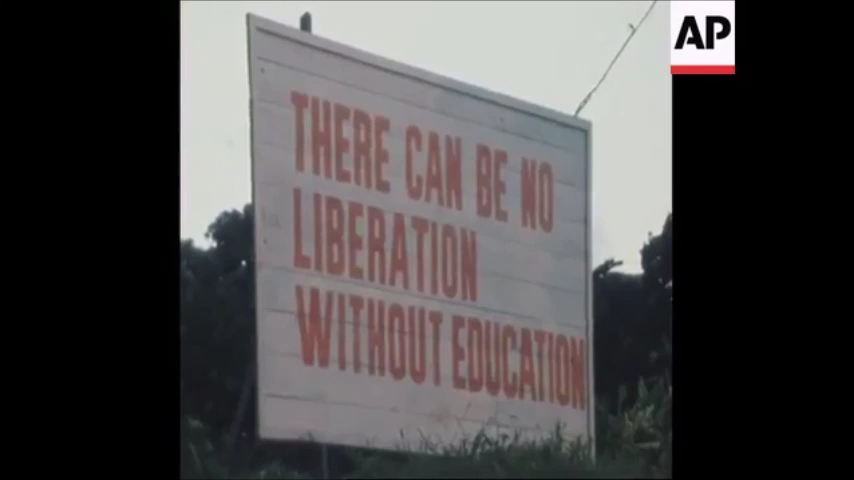 AP
THERE CAN BE NO
LIBERATION
WITHOUT EDUCATION